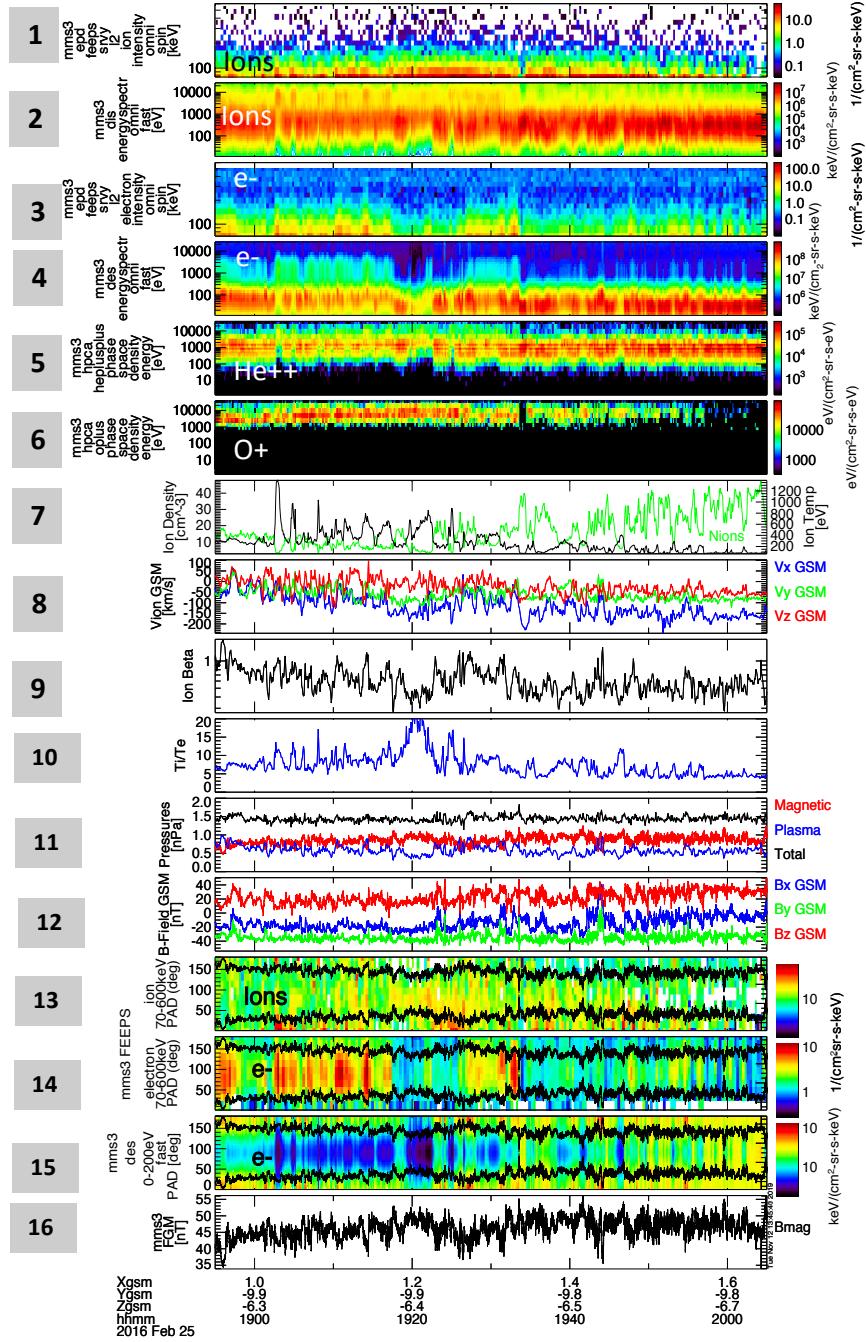 1
mms3
epd
feeps
srvy
l2
ion
intensity
omni
spin
[keV]
100
Ions
10.0
1.0
0.1
1/(cm²-sr-s-keV)
2
mms3
dis
energyspectr
omni
fast
[eV]
10000
1000
100
Ions
10⁷
10⁶
10⁵
10⁴
10³
keV/(cm²-sr-s-keV)
3
mms3
epd
feeps
srvy
l2
electron
intensity
omni
spin
[keV]
100
e-
100.0
10.0
1.0
0.1
1/(cm²-sr-s-keV)
4
mms3
des
energyspectr
omni
fast
[eV]
10000
1000
100
e-
10⁸
10⁷
10⁶
keV/(cm²-sr-s-keV)
5
mms3
hpca
heplusplus
phase
space
density
energy
[eV]
10000
1000
100
10
He++
10⁵
10⁴
10³
eV/(cm²-sr-s-eV)
6
mms3
hpca
oplus
phase
space
density
energy
[eV]
10000
1000
100
10
O+
10000
1000
eV/(cm²-sr-s-eV)
7
Ion Density
[cm^-3]
40
30
20
10
Nions
1200
1000
800
600
400
200
Ion Temp
[eV]
8
Vion GSM
[km/s]
100
50
0
-50
-100
-150
-200
Vx GSM
Vy GSM
Vz GSM
9
Ion Beta
1
10
Ti/Te
20
15
10
5
0
11
Pressures
[nPa]
2.0
1.5
1.0
0.5
0.0
Magnetic
Plasma
Total
12
B-Field GSM
[nT]
40
20
0
-20
-40
Bx GSM
By GSM
Bz GSM
13
mms3 FEEPS
ion
70-600keV
PAD (deg)
150
100
50
Ions
10
1/(cm²-sr-s-keV)
14
electron
70-600keV
PAD (deg)
150
100
50
e-
10
1
15
mms3
des
0-200eV
fast
PAD [deg]
150
100
50
0
e-
10
10
keV/(cm²-sr-s-keV)
16
mms3
FGM
[nT]
55
50
45
40
35
Bmag
Xgsm 1.0 1.2 1.4 1.6
Ygsm -9.9 -9.9 -9.8 -9.8
Zgsm -6.3 -6.4 -6.5 -6.7
hhmm 1900 1920 1940 2000
2016 Feb 25